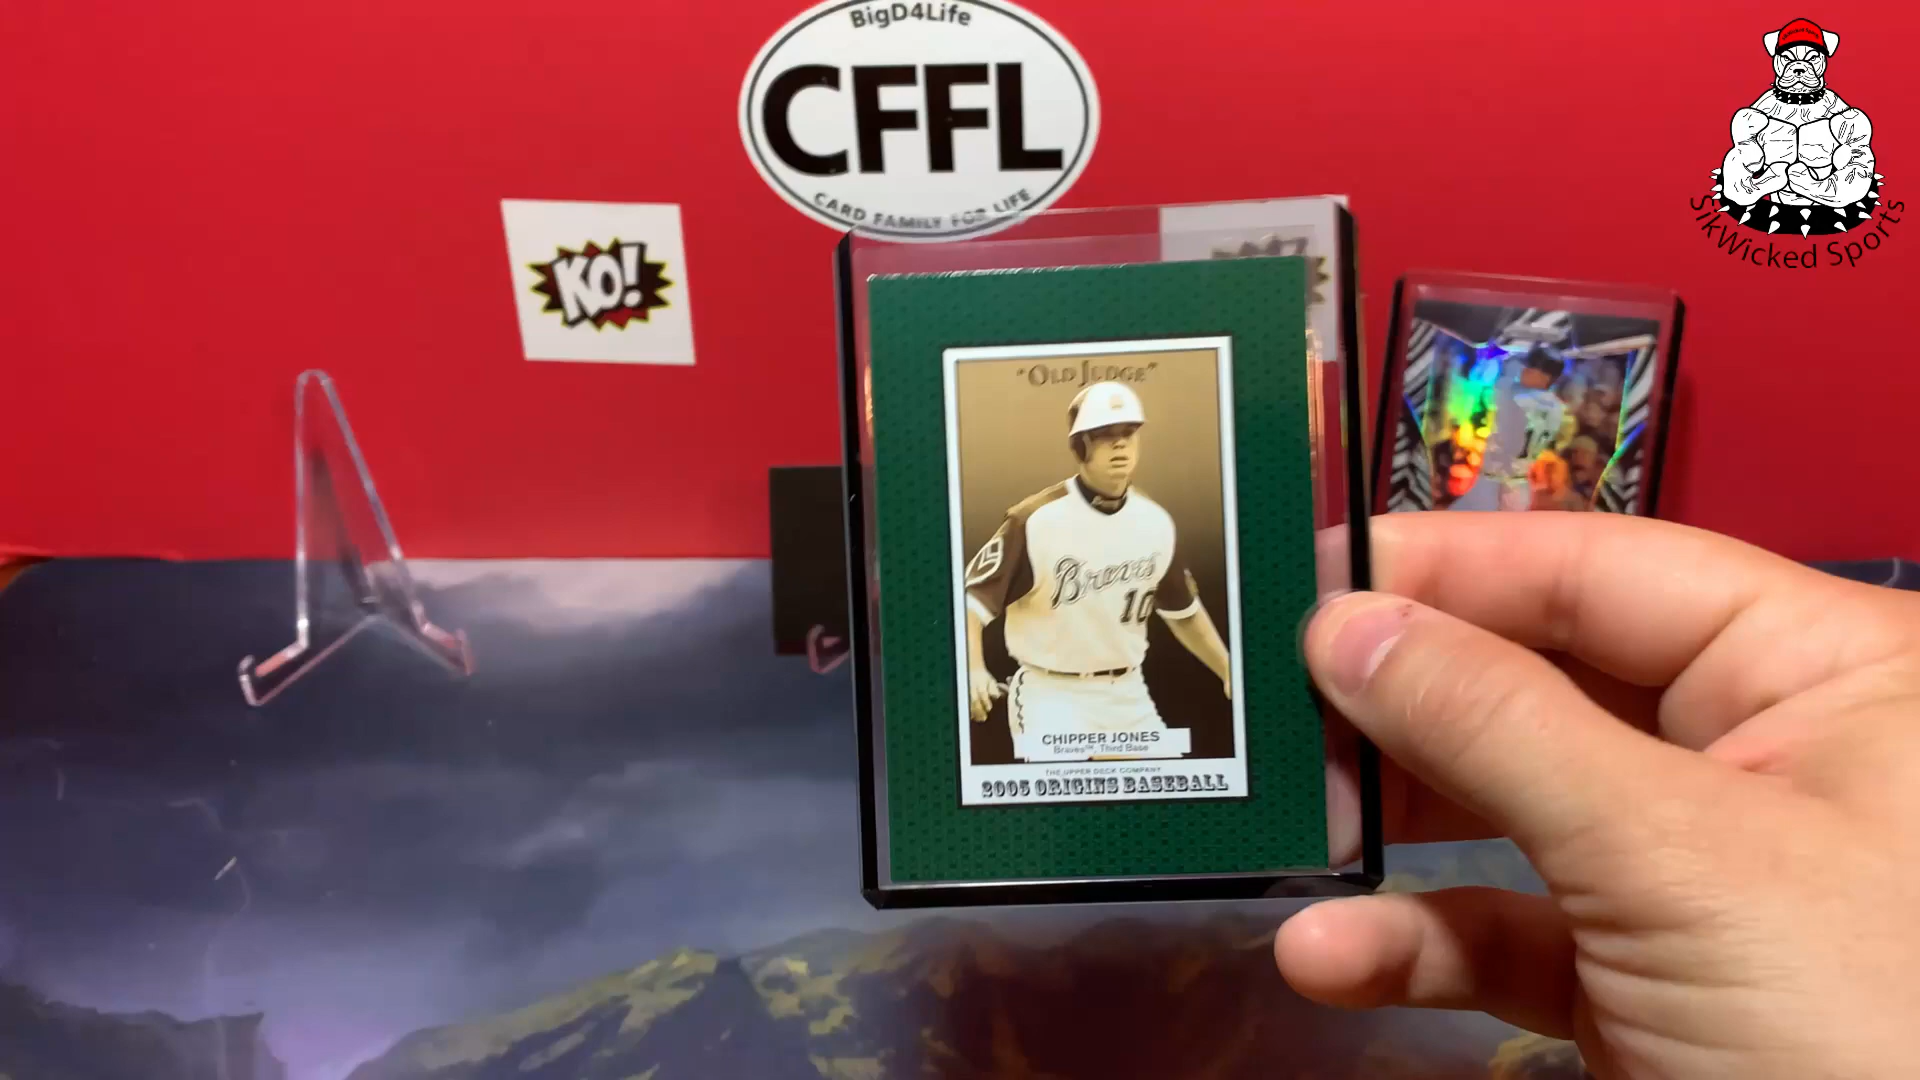 BigD4Life
CFFL
CARD FAMILY FOR LIFE
KO!
SikWicked Sports
"OLD JUDGE"
Braves
10
CHIPPER JONES
Braves™, Third Base
THE UPPER DECK COMPANY
2005 ORIGINS BASEBALL